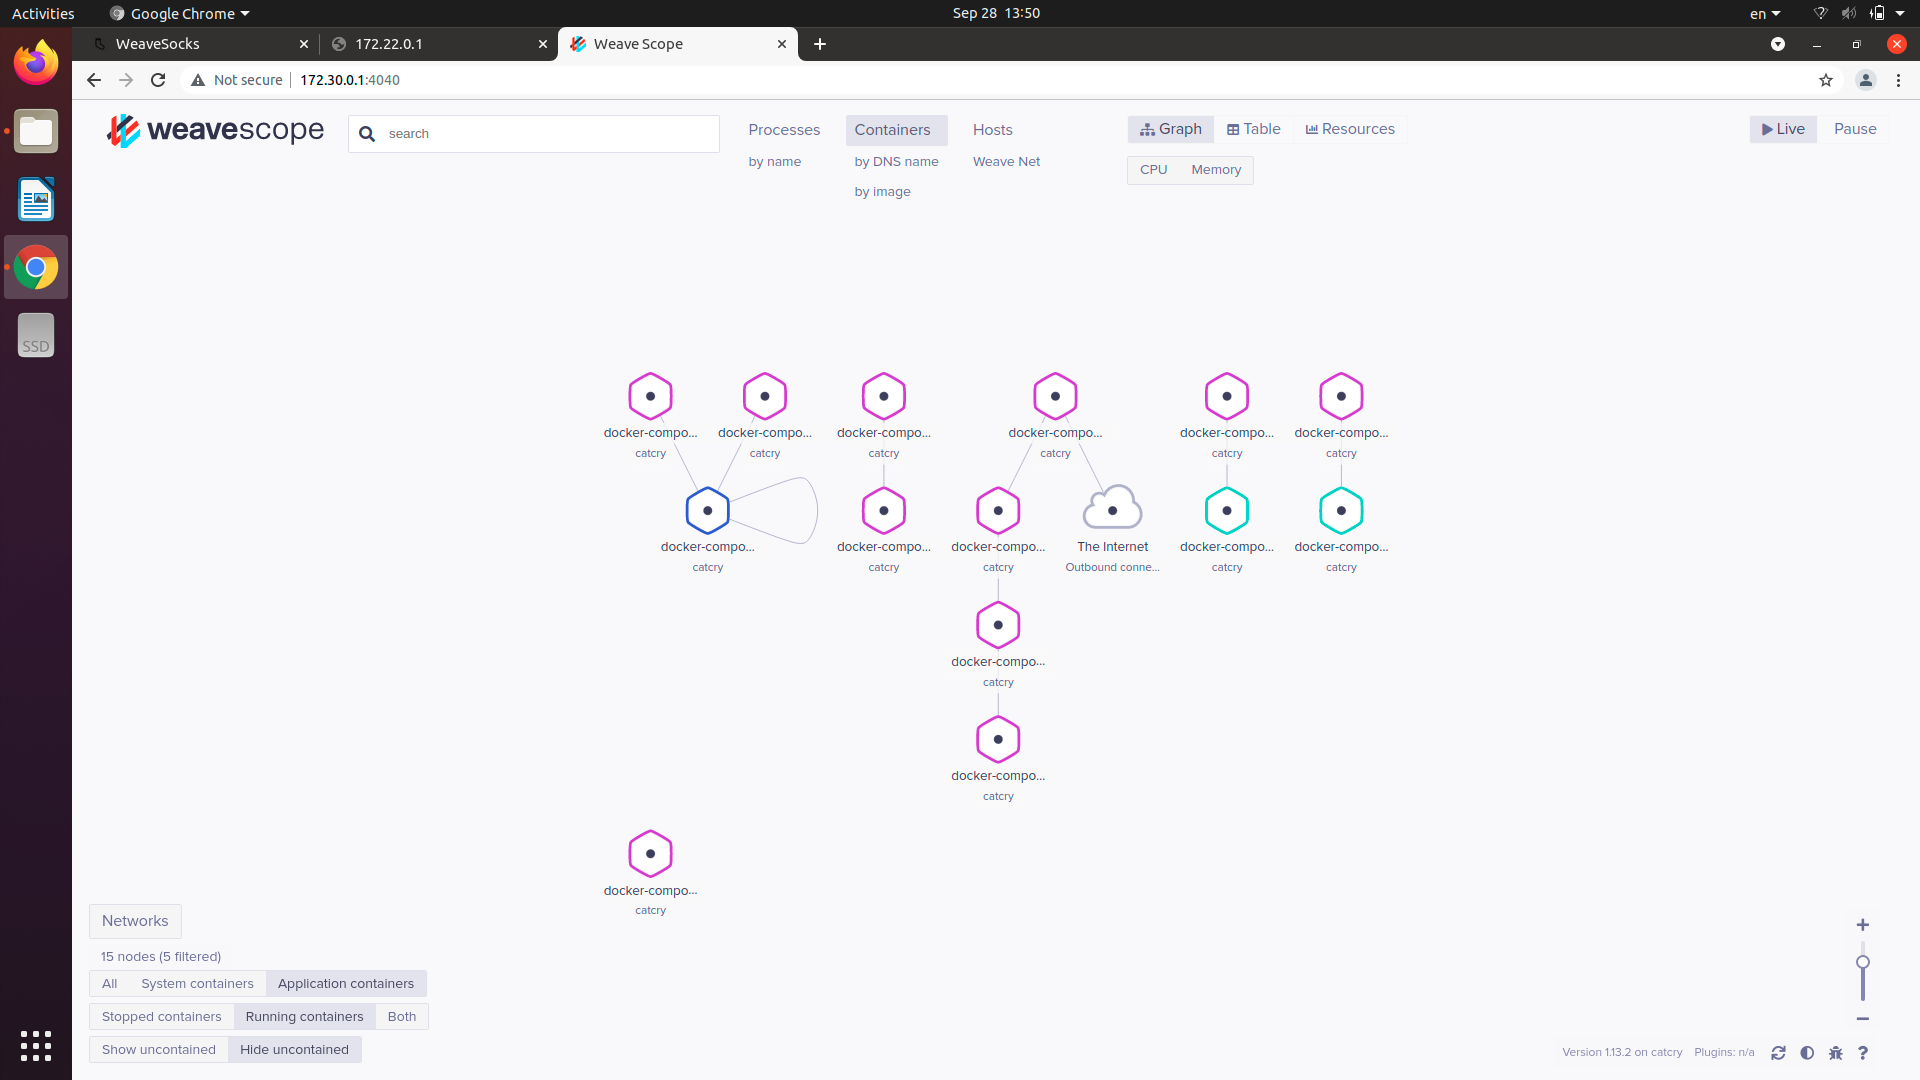 Activities
Google Chrome
Sep 28 13:50
en
WeaveSocks
172.22.0.1
Weave Scope
Not secure
172.30.0.1:4040
weavescope
search
Processes
by name
Containers
by DNS name
by image
Hosts
Weave Net
Graph
Table
Resources
CPU
Memory
Live
Pause
docker-compo...
catcry
docker-compo...
catcry
docker-compo...
catcry
docker-compo...
catcry
docker-compo...
catcry
docker-compo...
catcry
docker-compo...
catcry
docker-compo...
catcry
docker-compo...
catcry
The Internet
Outbound conne...
docker-compo...
catcry
docker-compo...
catcry
docker-compo...
catcry
docker-compo...
catcry
docker-compo...
catcry
SSD
Networks
15 nodes (5 filtered)
All
System containers
Application containers
Stopped containers
Running containers
Both
Show uncontained
Hide uncontained
Version 1.13.2 on catcry
Plugins: n/a